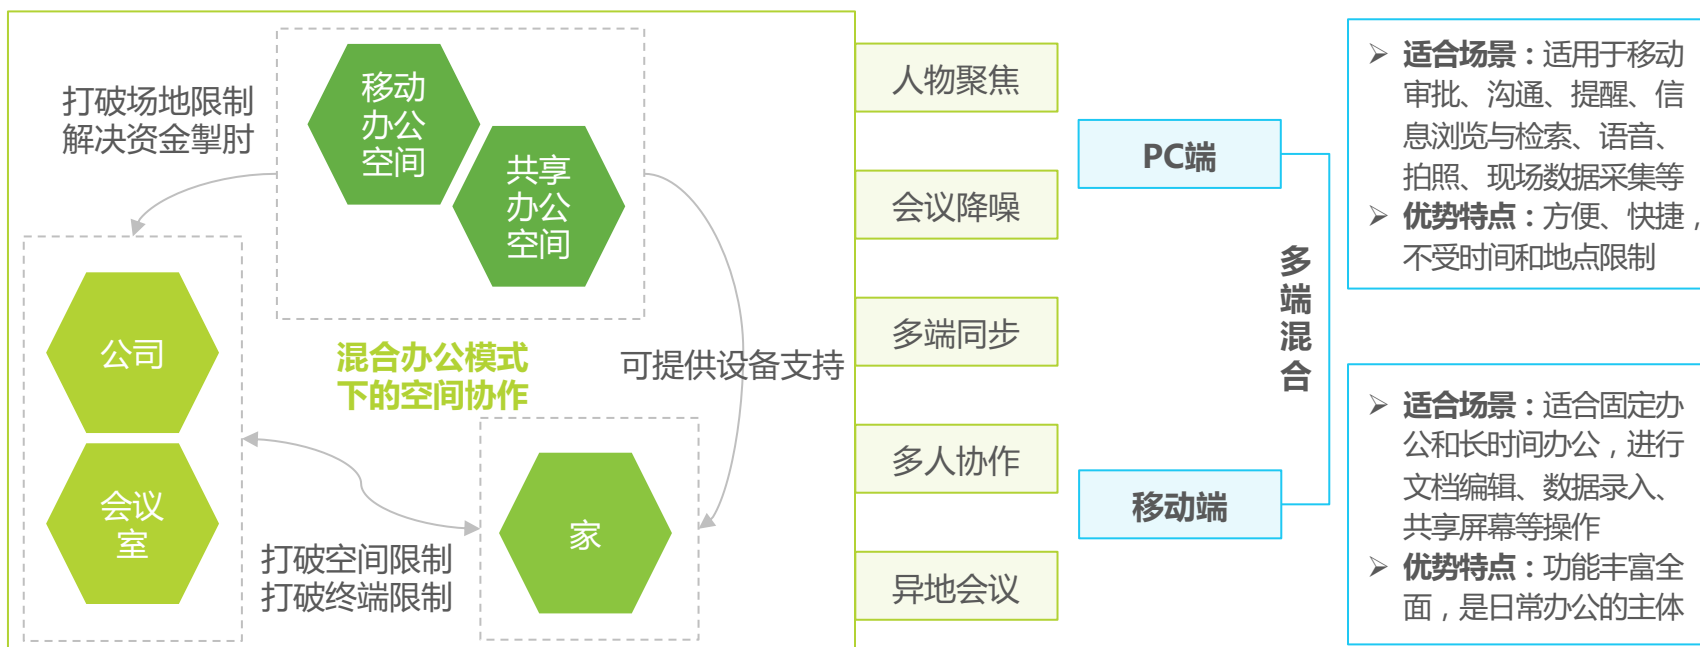 打破场地限制
解决资金掣肘
移动
办公
空间
共享
办公
空间
公司
会议
室
混合办公模式
下的空间协作
可提供设备支持
家
打破空间限制
打破终端限制
人物聚焦
会议降噪
多端同步
多人协作
异地会议
PC端
移动端
多
端
混
合
➢ 适合场景：适用于移动
审批、沟通、提醒、信
息浏览与检索、语音、
拍照、现场数据采集等
➢ 优势特点：方便、快捷，
不受时间和地点限制
➢ 适合场景：适合固定办
公和长时间办公，进行
文档编辑、数据录入、
共享屏幕等操作
➢ 优势特点：功能丰富全
面，是日常办公的主体